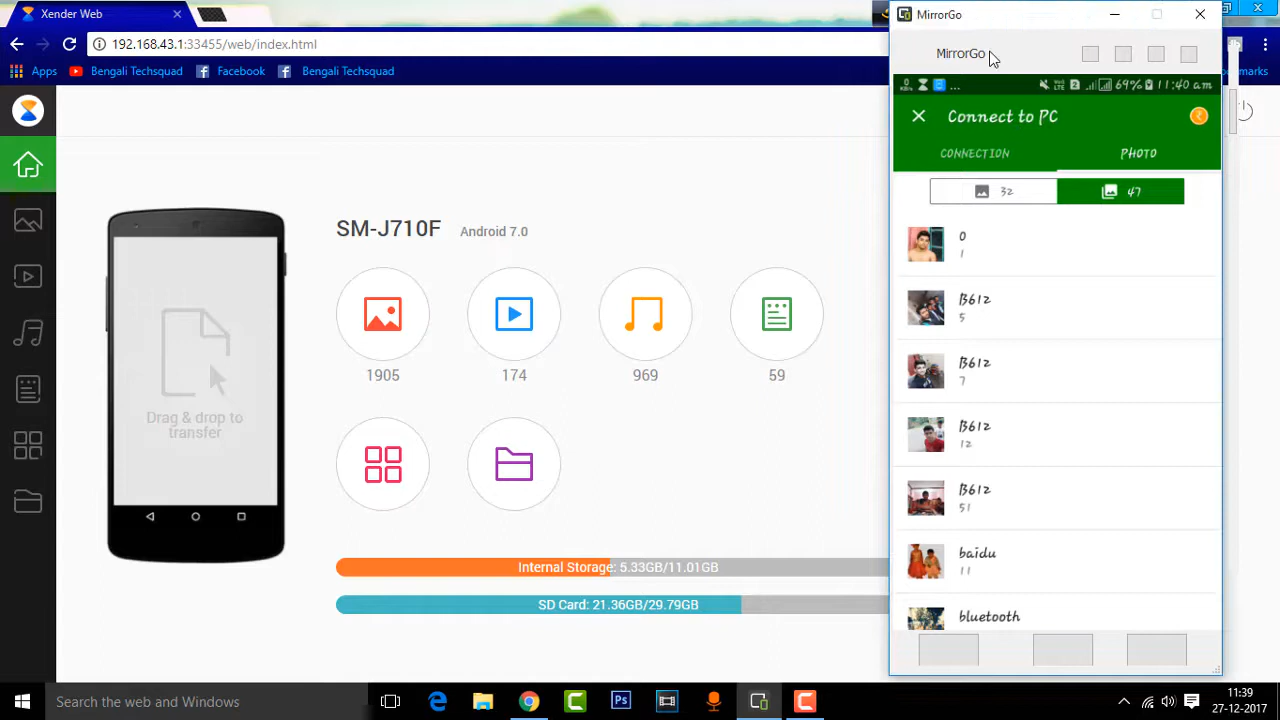 Xender Web
192.168.43.1:33455/web/index.html
Apps Bengali Techsquad Facebook Bengali Techsquad
SM-J710F Android 7.0
1905 174 969 59
Drag & drop to
transfer
Internal Storage: 5.33GB/11.01GB
SD Card: 21.36GB/29.79GB
MirrorGo
MirrorGo
69% 11:40 am
Connect to PC
CONNECTION PHOTO
32 47
0
1
B612
5
B612
7
B612
12
B612
51
baidu
11
bluetooth
Search the web and Windows
Ps
11:39
27-12-2017